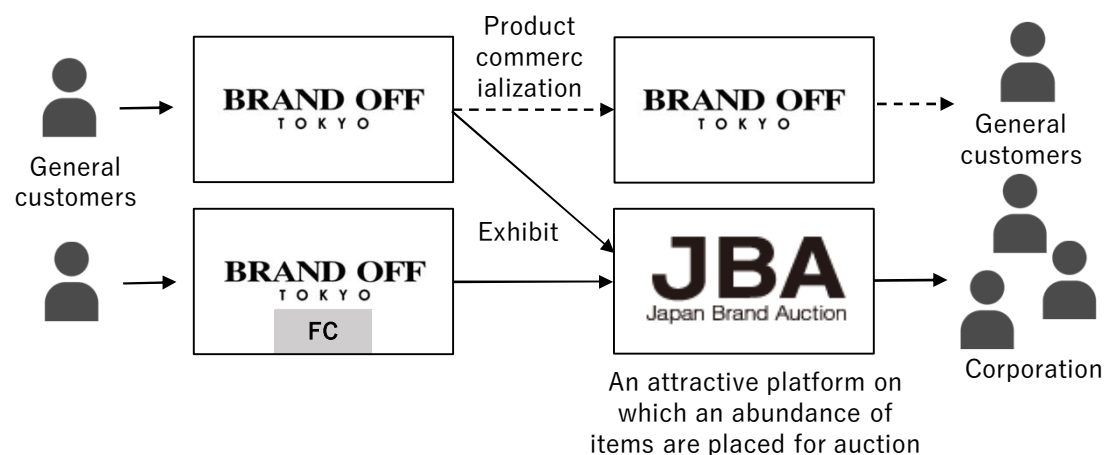 Product
commerc
ialization
BRAND OFF
TOKYO
BRAND OFF
TOKYO
General
customers
General
customers
Exhibit
BRAND OFF
TOKYO
FC
JBA
Japan Brand Auction
Corporation
An attractive platform on
which an abundance of
items are placed for auction